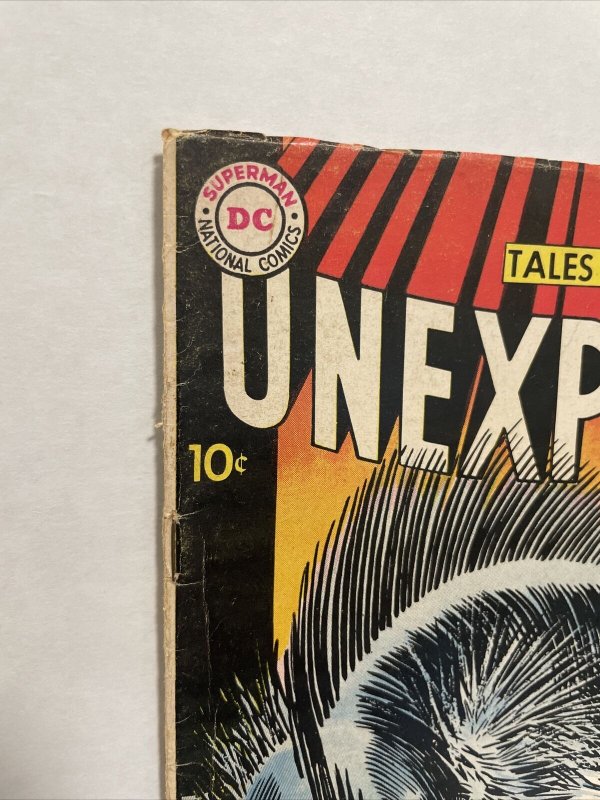 SUPERMAN
DC
NATIONAL COMICS
TALES
UNEXP
10¢